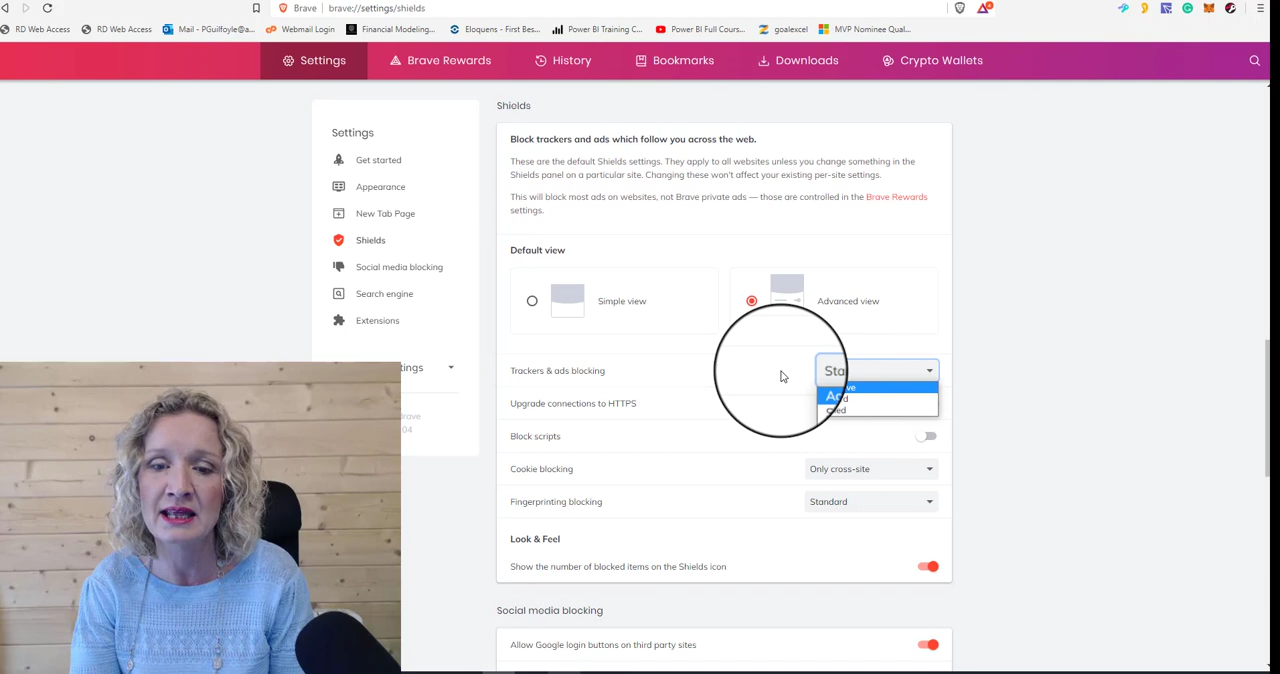 Brave
brave://settings/shields
RD Web Access
RD Web Access
Mail - PGuilfoyle@a...
Webmail Login
Financial Modeling...
Eloquens - First Bes...
Power BI Training C...
Power BI Full Cours...
goalexcel
MVP Nominee Qual...
Settings
Brave Rewards
History
Bookmarks
Downloads
Crypto Wallets
Settings
Get started
Appearance
New Tab Page
Shields
Social media blocking
Search engine
Extensions
Shields
Block trackers and ads which follow you across the web.
These are the default Shields settings. They apply to all websites unless you change something in the
Shields panel on a particular site. Changing these won't affect your existing per-site settings.
This will block most ads on websites, not Brave private ads — those are controlled in the Brave Rewards
settings.
Default view
Simple view
Advanced view
Trackers & ads blocking
Upgrade connections to HTTPS
Block scripts
Cookie blocking
Only cross-site
Fingerprinting blocking
Standard
Look & Feel
Show the number of blocked items on the Shields icon
Social media blocking
Allow Google login buttons on third party sites